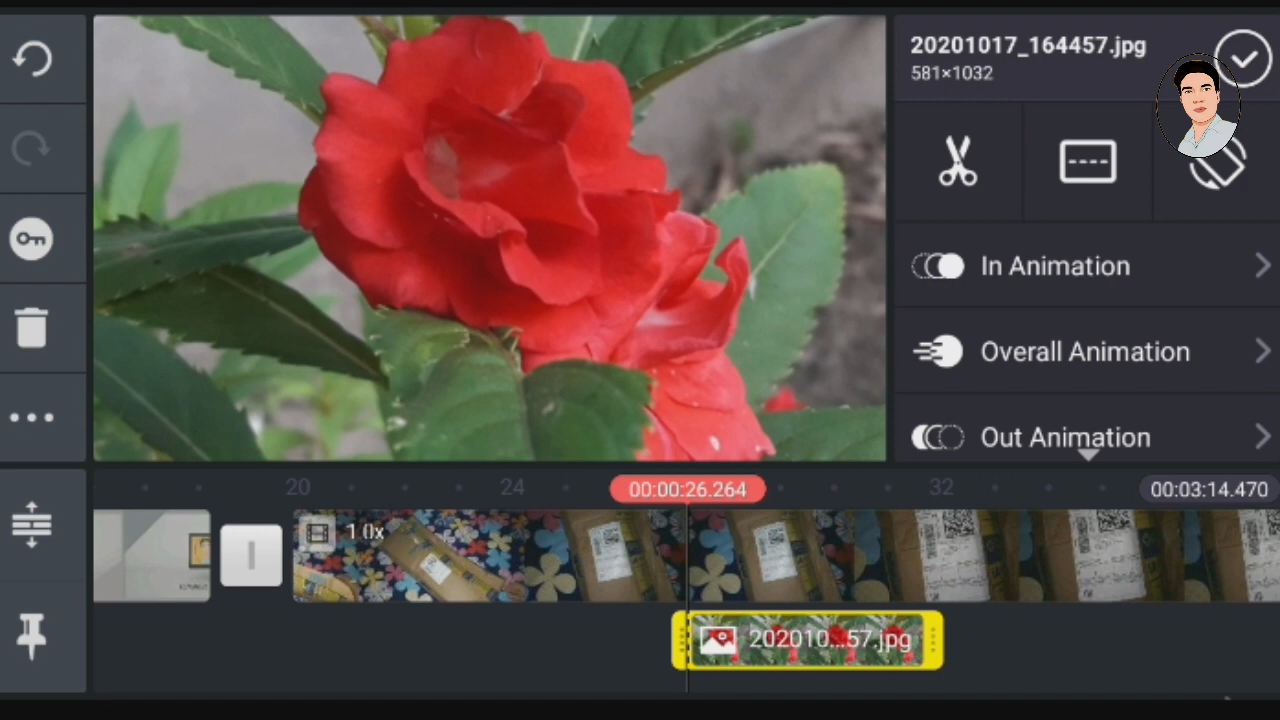 20201017_164457.jpg
581×1032
In Animation
Overall Animation
Out Animation
20
24
00:00:26.264
32
00:03:14.470
1.0x
202010...57.jpg